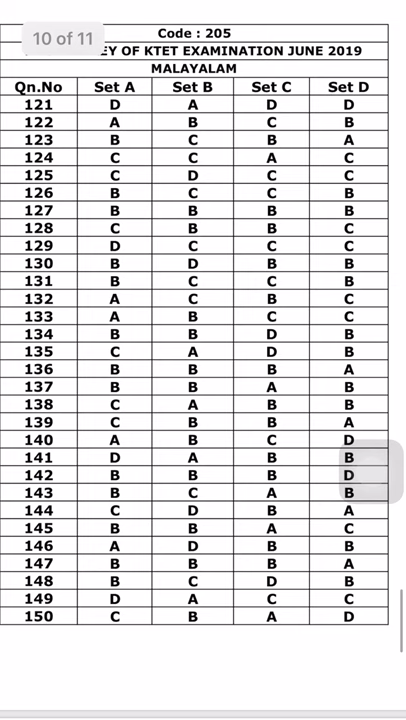 Code : 205
10 of 11
EY OF KTET EXAMINATION JUNE 2019
MALAYALAM
Qn.No Set A Set B Set C Set D
121 D A D D
122 A B C B
123 B C B A
124 C C A C
125 C D C C
126 B C C B
127 B B B B
128 C B B C
129 D C C C
130 B D B B
131 B C C B
132 A C B C
133 A B C C
134 B B D B
135 C A D B
136 B B B A
137 B B A B
138 C A B B
139 C B B A
140 A B C D
141 D A B B
142 B B B D
143 B C A B
144 C D B A
145 B B A C
146 A D B B
147 B B B A
148 B C D B
149 D A C C
150 C B A D